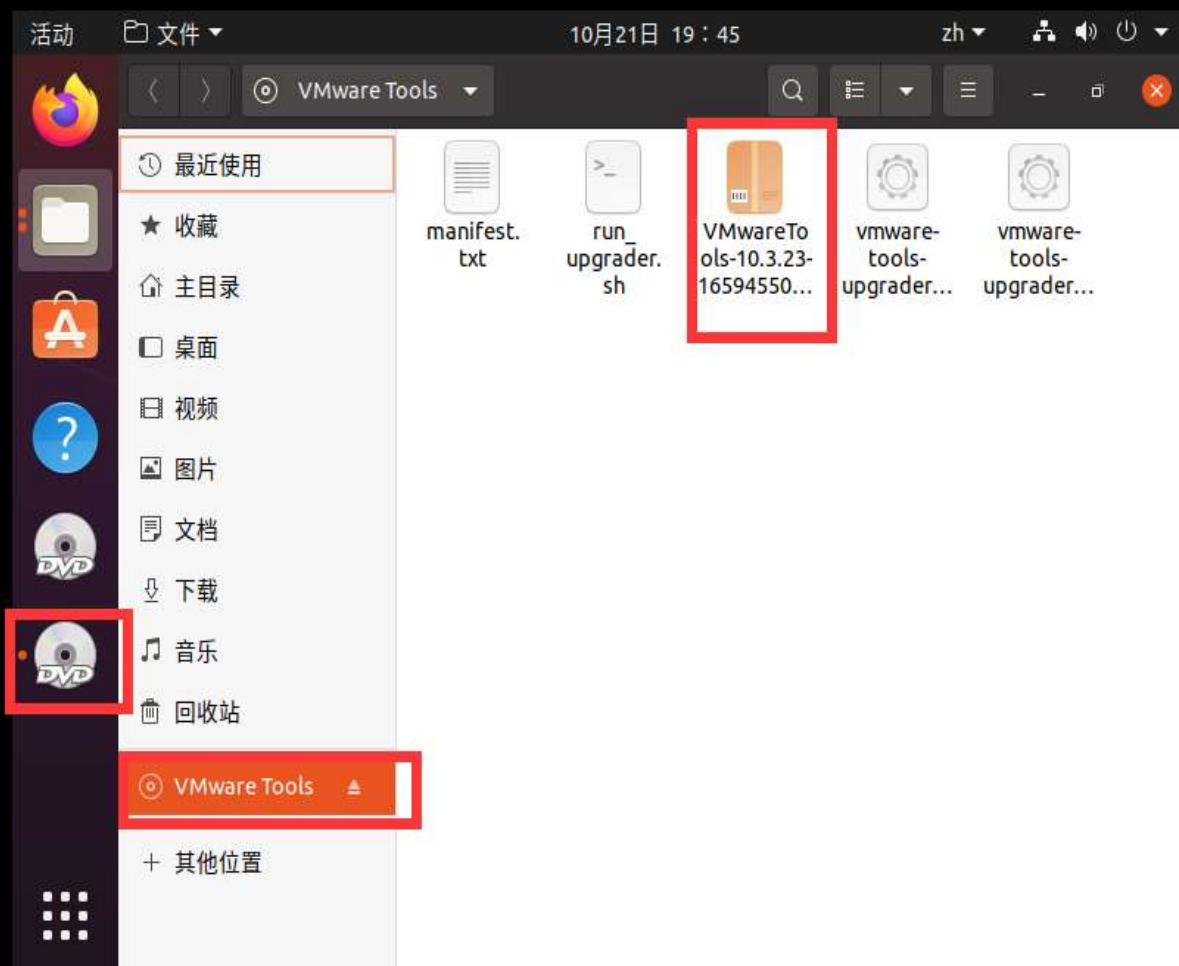 活动 文件 10月21日 19：45 zh
VMware Tools
最近使用
收藏
主目录
桌面
视频
图片
文档
下载
音乐
回收站
VMware Tools
其他位置
manifest.
txt
run_
upgrader.
sh
VMwareTo
ols-10.3.23-
16594550...
vmware-
tools-
upgrader...
vmware-
tools-
upgrader...
DVD
DVD